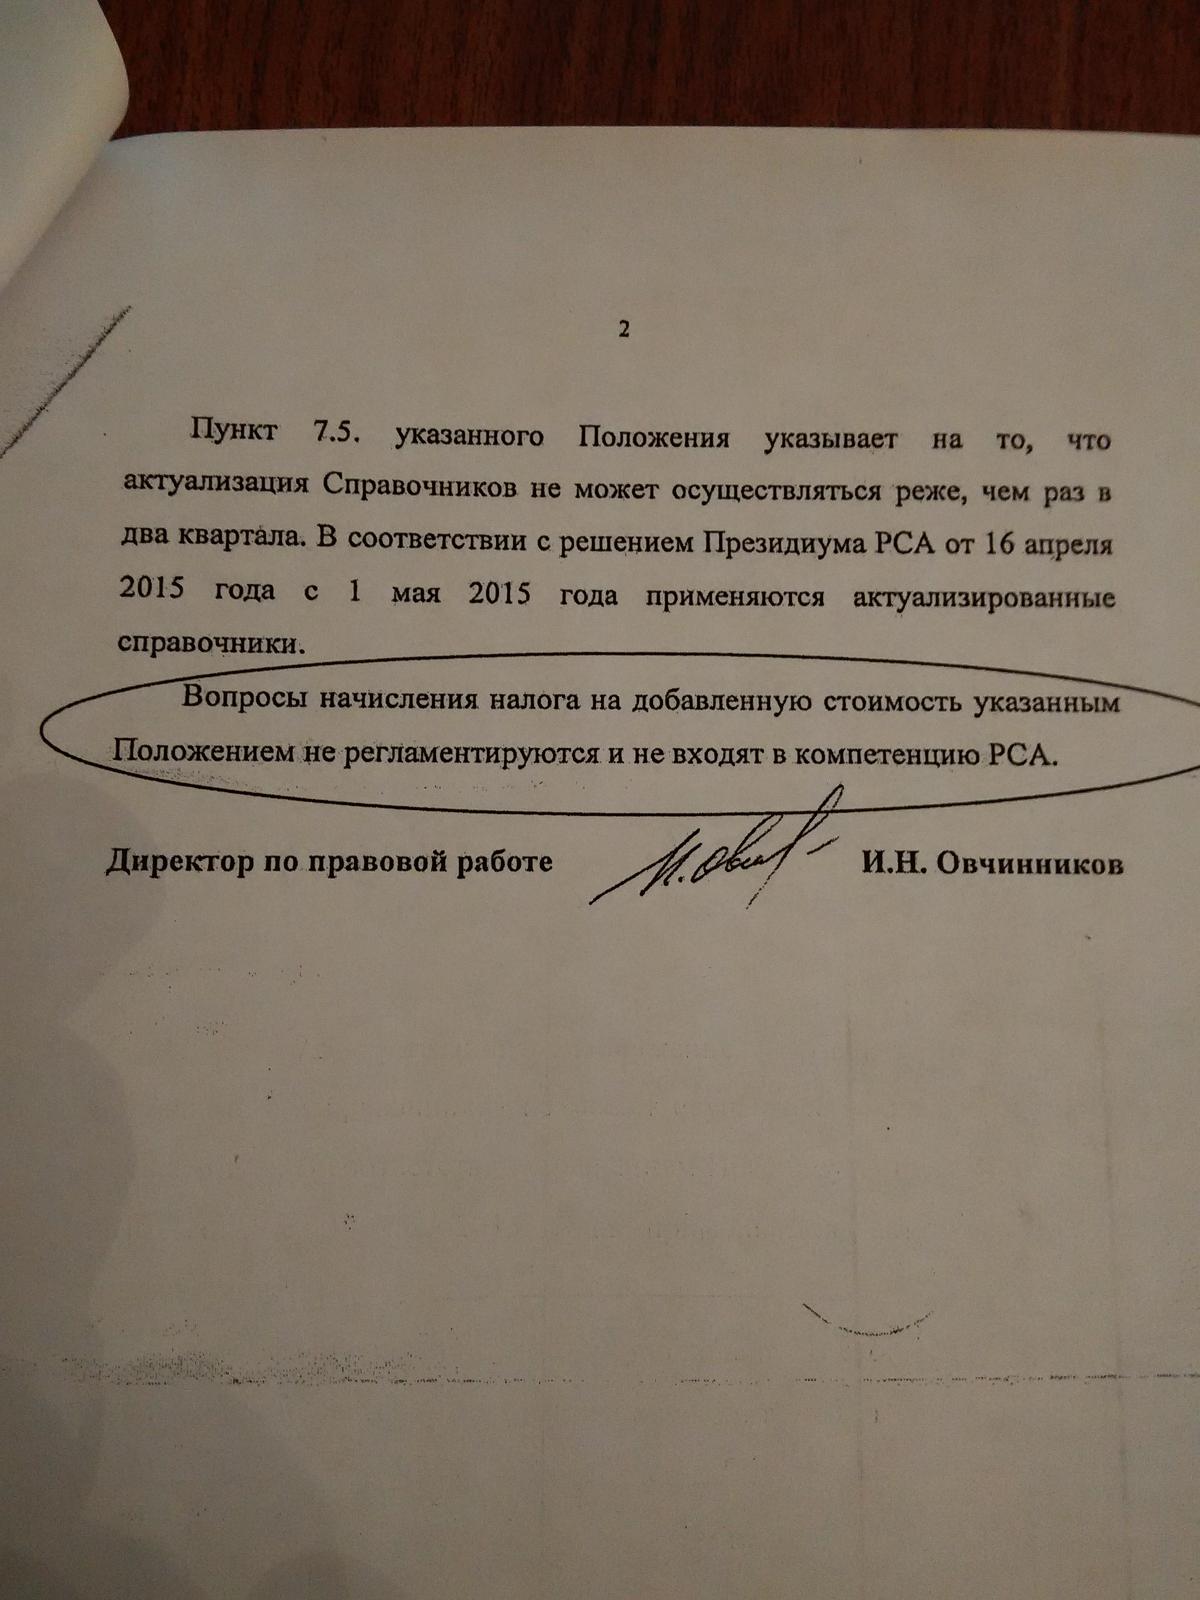 2
Пункт 7.5. указанного Положения указывает на то, что
актуализация Справочников не может осуществляться реже, чем раз в
два квартала. В соответствии с решением Президиума РСА от 16 апреля
2015 года с 1 мая 2015 года применяются актуализированные
справочники.
Вопросы начисления налога на добавленную стоимость указанным
Положением не регламентируются и не входят в компетенцию РСА.
Директор по правовой работе И.Н. Овчинников